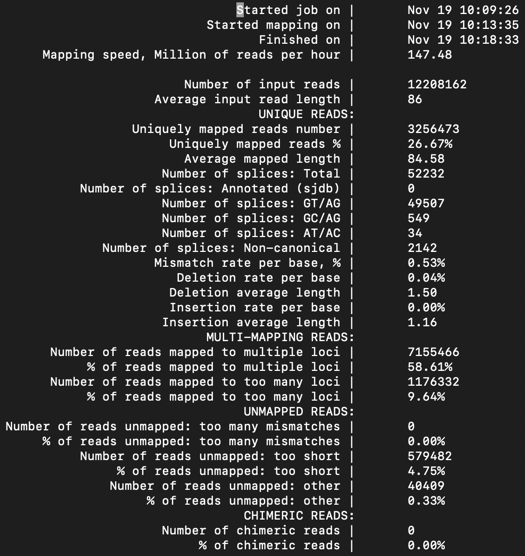 Started job on | Nov 19 10:09:26
Started mapping on | Nov 19 10:13:35
Finished on | Nov 19 10:18:33
Mapping speed, Million of reads per hour | 147.48
Number of input reads | 12208162
Average input read length | 86
UNIQUE READS:
Uniquely mapped reads number | 3256473
Uniquely mapped reads % | 26.67%
Average mapped length | 84.58
Number of splices: Total | 52232
Number of splices: Annotated (sjdb) | 0
Number of splices: GT/AG | 49507
Number of splices: GC/AG | 549
Number of splices: AT/AC | 34
Number of splices: Non-canonical | 2142
Mismatch rate per base, % | 0.53%
Deletion rate per base | 0.04%
Deletion average length | 1.50
Insertion rate per base | 0.00%
Insertion average length | 1.16
MULTI-MAPPING READS:
Number of reads mapped to multiple loci | 7155466
% of reads mapped to multiple loci | 58.61%
Number of reads mapped to too many loci | 1176332
% of reads mapped to too many loci | 9.64%
UNMAPPED READS:
Number of reads unmapped: too many mismatches | 0
% of reads unmapped: too many mismatches | 0.00%
Number of reads unmapped: too short | 579482
% of reads unmapped: too short | 4.75%
Number of reads unmapped: other | 40409
% of reads unmapped: other | 0.33%
CHIMERIC READS:
Number of chimeric reads | 0
% of chimeric reads | 0.00%